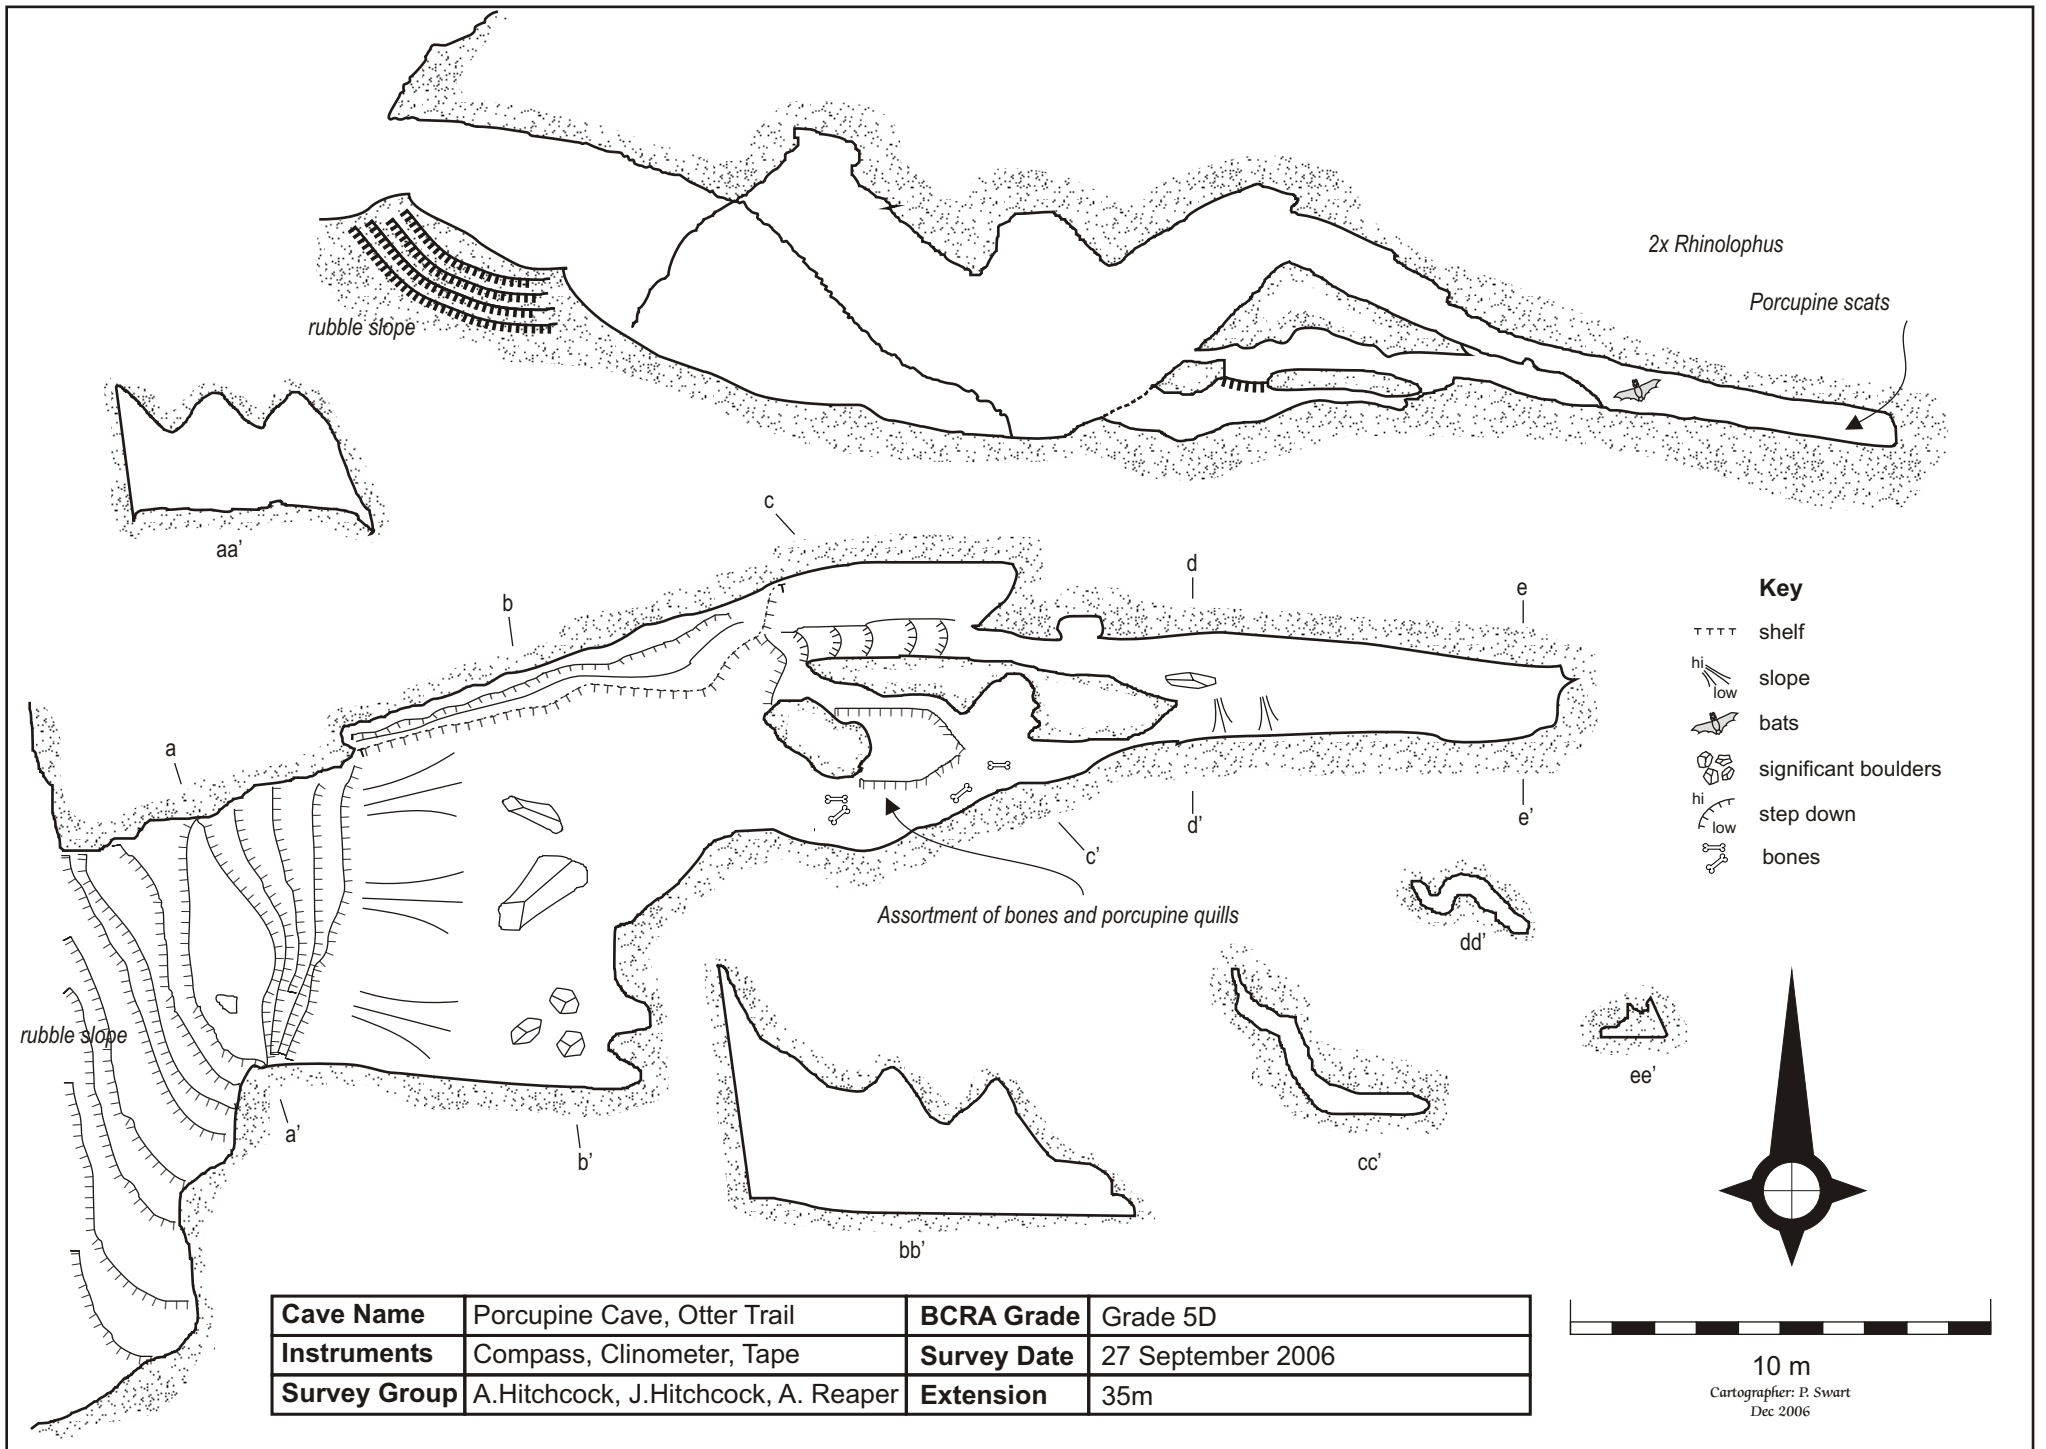 2x Rhinolophus
Porcupine scats
rubble slope
aa'
c
b
d
e
a
Key
shelf
hi
low
slope
bats
significant boulders
hi
low
step down
bones
d'
e'
c'
Assortment of bones and porcupine quills
dd'
rubble slope
ee'
a'
b'
cc'
bb'
Cave Name Porcupine Cave, Otter Trail BCRA Grade Grade 5D
Instruments Compass, Clinometer, Tape Survey Date 27 September 2006
Survey Group A.Hitchcock, J.Hitchcock, A. Reaper Extension 35m
10 m
Cartographer: P. Swart
Dec 2006